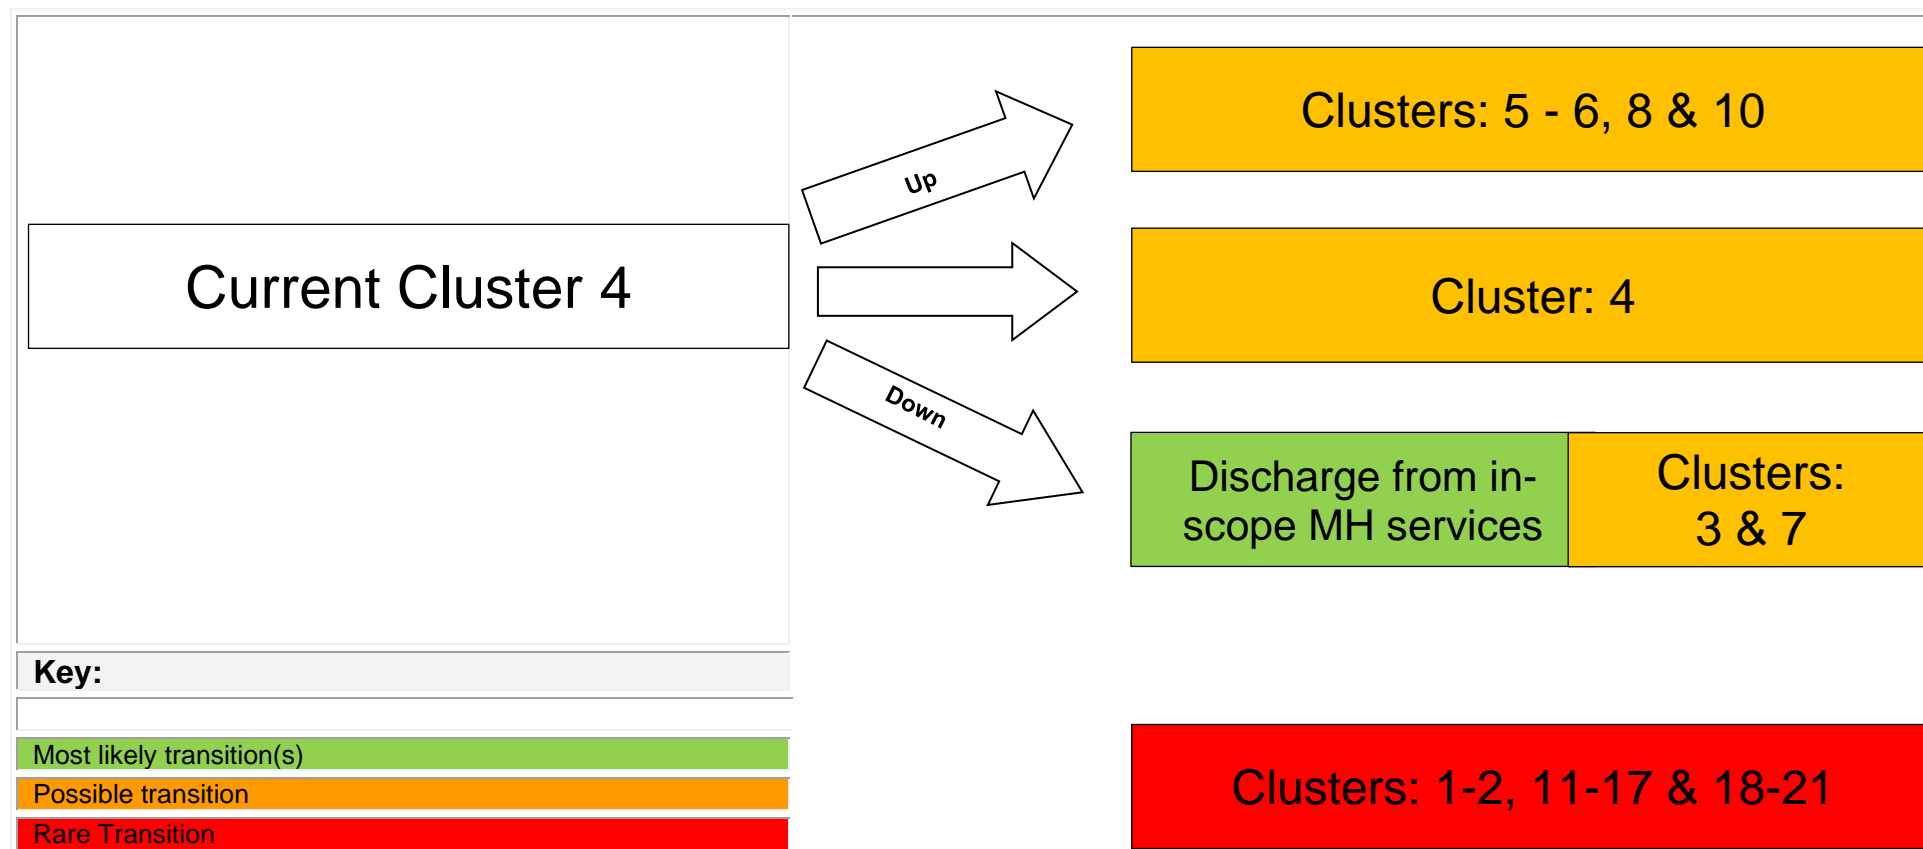 Current Cluster 4
Up
Down
Clusters: 5 - 6, 8 & 10
Cluster: 4
Discharge from in-
scope MH services
Clusters:
3 & 7
Key:
Most likely transition(s)
Possible transition
Rare Transition
Clusters: 1-2, 11-17 & 18-21